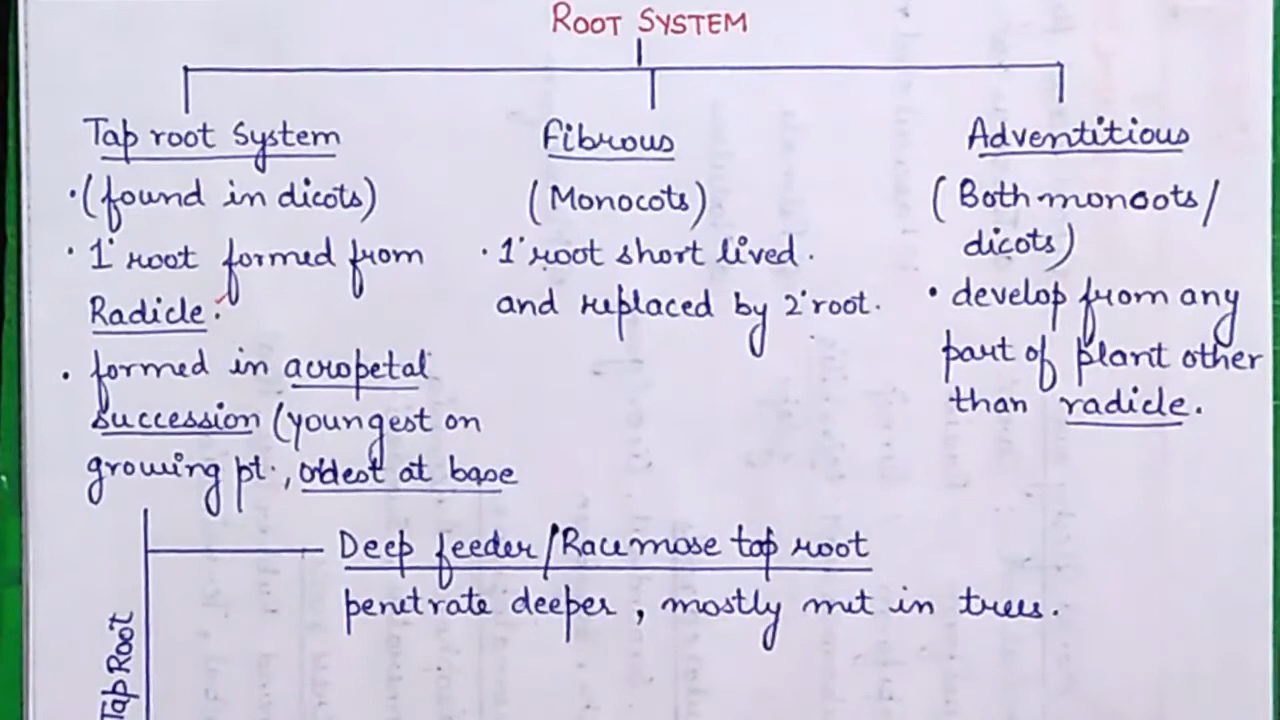 ROOT SYSTEM
Tap root System
·(found in dicots)
· 1° root formed from
Radicle.
· formed in acropetal
succession (youngest on
growing pt., oldest at base
Fibrous
(Monocots)
· 1° root short lived.
and replaced by 2° root.
Adventitious
(Both monocots/
dicots)
· develop from any
part of plant other
than radicle.
Tap Root
Deep feeder/Racemose tap root
penetrate deeper, mostly met in trees.